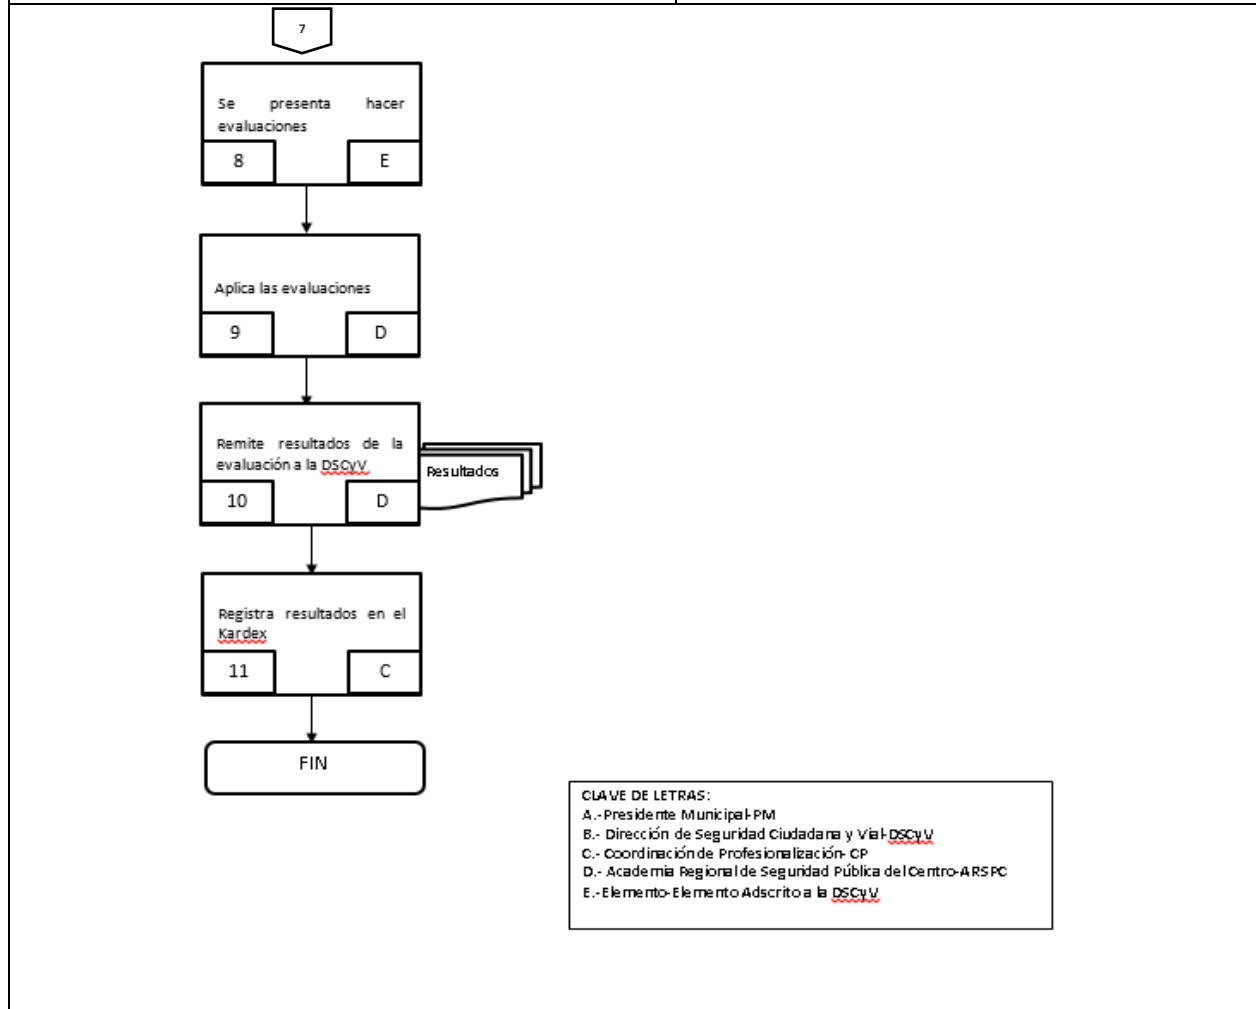 7
Se presenta hacer
evaluaciones
8 E
Aplica las evaluaciones
9 D
Remite resultados de la
evaluación a la DSCyV
Resultados
10 D
Registra resultados en el
Kardex
11 C
FIN
CLAVE DE LETRAS:
A.-Presidente Municipal-PM
B.- Dirección de Seguridad Ciudadana y Vial-DSCyV
C.- Coordinación de Profesionalización- CP
D.- Academia Regional de Seguridad Pública del Centro-ARSPC
E.-Elemento-Elemento Adscrito a la DSCyV